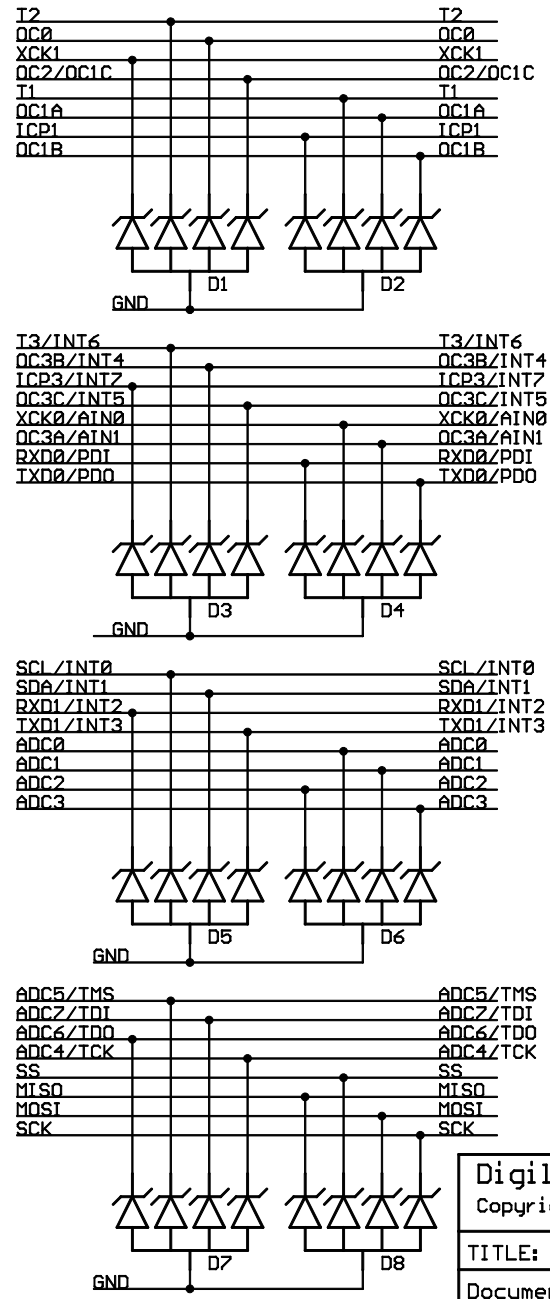 T2 T2
OC0 OC0
XCK1 XCK1
OC2/OC1C OC2/OC1C
T1 T1
OC1A OC1A
ICP1 ICP1
OC1B OC1B
D1 D2
GND
T3/INT6 T3/INT6
OC3B/INT4 OC3B/INT4
ICP3/INT7 ICP3/INT7
OC3C/INT5 OC3C/INT5
XCK0/AIN0 XCK0/AIN0
OC3A/AIN1 OC3A/AIN1
RXD0/PDI RXD0/PDI
TXD0/PDO TXD0/PDO
D3 D4
GND
SCL/INT0 SCL/INT0
SDA/INT1 SDA/INT1
RXD1/INT2 RXD1/INT2
TXD1/INT3 TXD1/INT3
ADC0 ADC0
ADC1 ADC1
ADC2 ADC2
ADC3 ADC3
D5 D6
GND
ADC5/TMS ADC5/TMS
ADC7/TDI ADC7/TDI
ADC6/TDO ADC6/TDO
ADC4/TCK ADC4/TCK
SS SS
MISO MISO
MOSI MOSI
SCK SCK
D7 D8
GND
Digil
Copyri
TITLE:
Documen